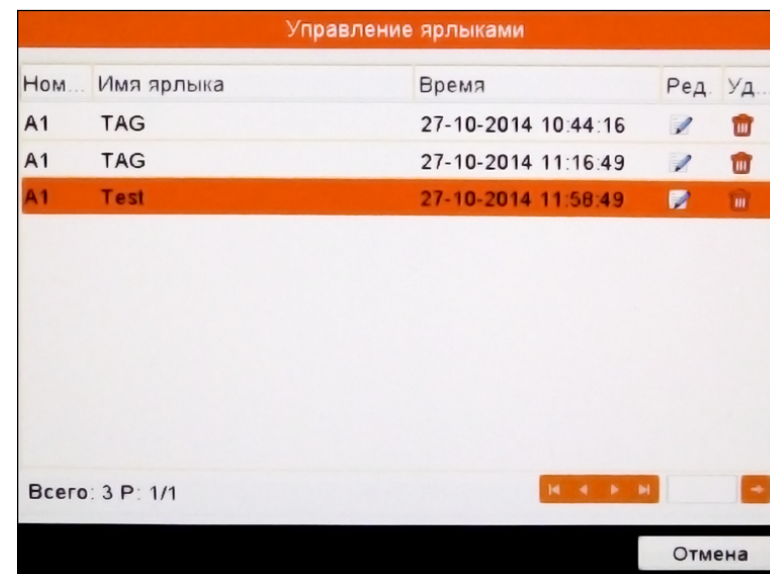 Управление ярлыками
Ном... Имя ярлыка Время Ред. Уд...
A1 TAG 27-10-2014 10:44:16
A1 TAG 27-10-2014 11:16:49
A1 Test 27-10-2014 11:58:49
Всего: 3 P: 1/1
Отмена